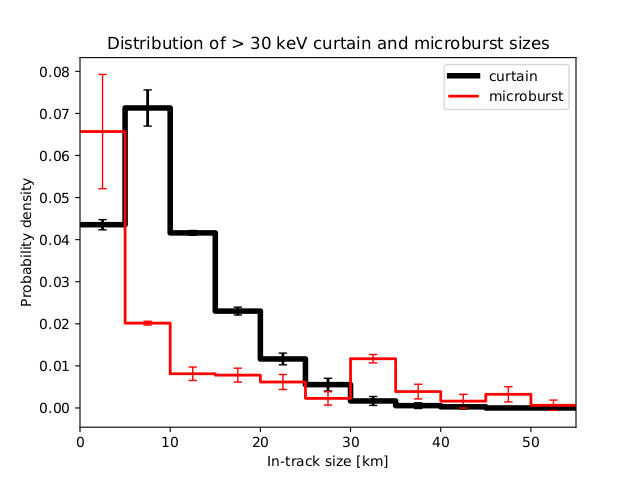 Distribution of > 30 keV curtain and microburst sizes
curtain
microburst
Probability density
0.08
0.07
0.06
0.05
0.04
0.03
0.02
0.01
0.00
0 10 20 30 40 50
In-track size [km]